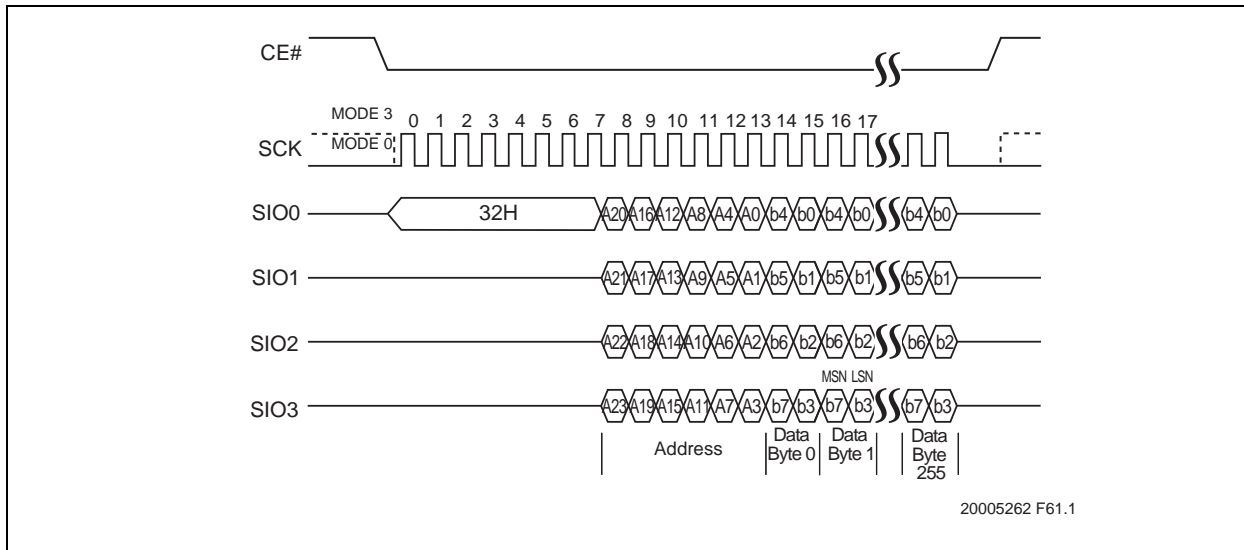 CE#
MODE 3
0 1 2 3 4 5 6 7 8 9 10 11 12 13 14 15 16 17
SCK
MODE 0
SIO0
32H
A20 A16 A12 A8 A4 A0 b4 b0 b4 b0 b4 b0
SIO1
A21 A17 A13 A9 A5 A1 b5 b1 b5 b1 b5 b1
SIO2
A22 A18 A14 A10 A6 A2 b6 b2 b6 b2 b6 b2
MSN LSN
SIO3
A23 A19 A15 A11 A7 A3 b7 b3 b7 b3 b7 b3
Address
Data
Byte 0
Data
Byte 1
Data
Byte
255
20005262 F61.1